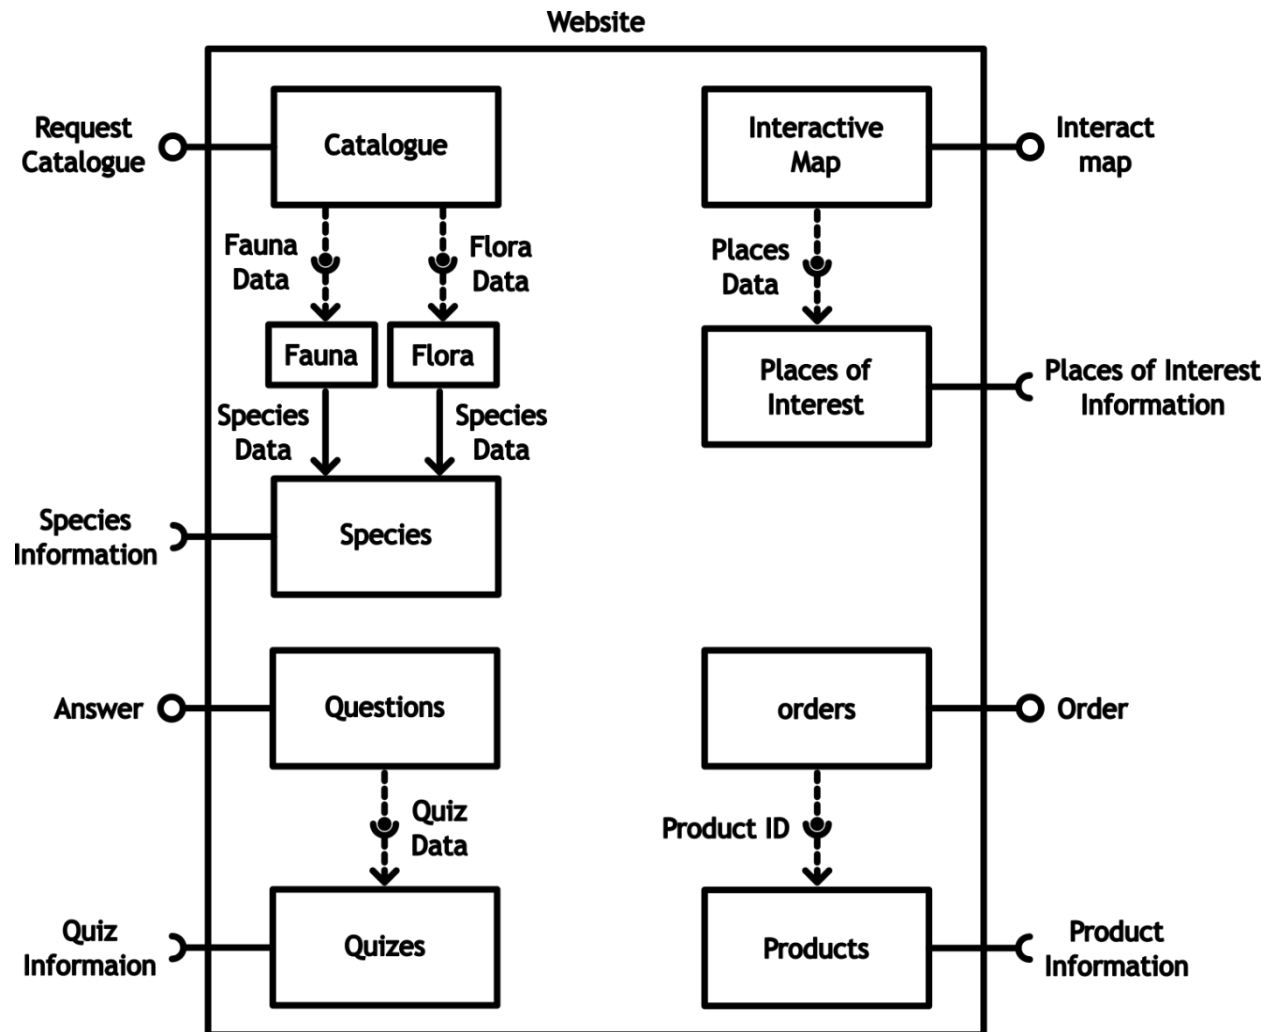 Website
Request
Catalogue
Catalogue
Interactive
Map
Interact
map
Fauna
Data
Flora
Data
Places
Data
Fauna
Flora
Places of
Interest
Places of Interest
Information
Species
Data
Species
Data
Species
Information
Species
Answer
Questions
orders
Order
Quiz
Data
Product ID
Quiz
Informaion
Quizes
Products
Product
Information